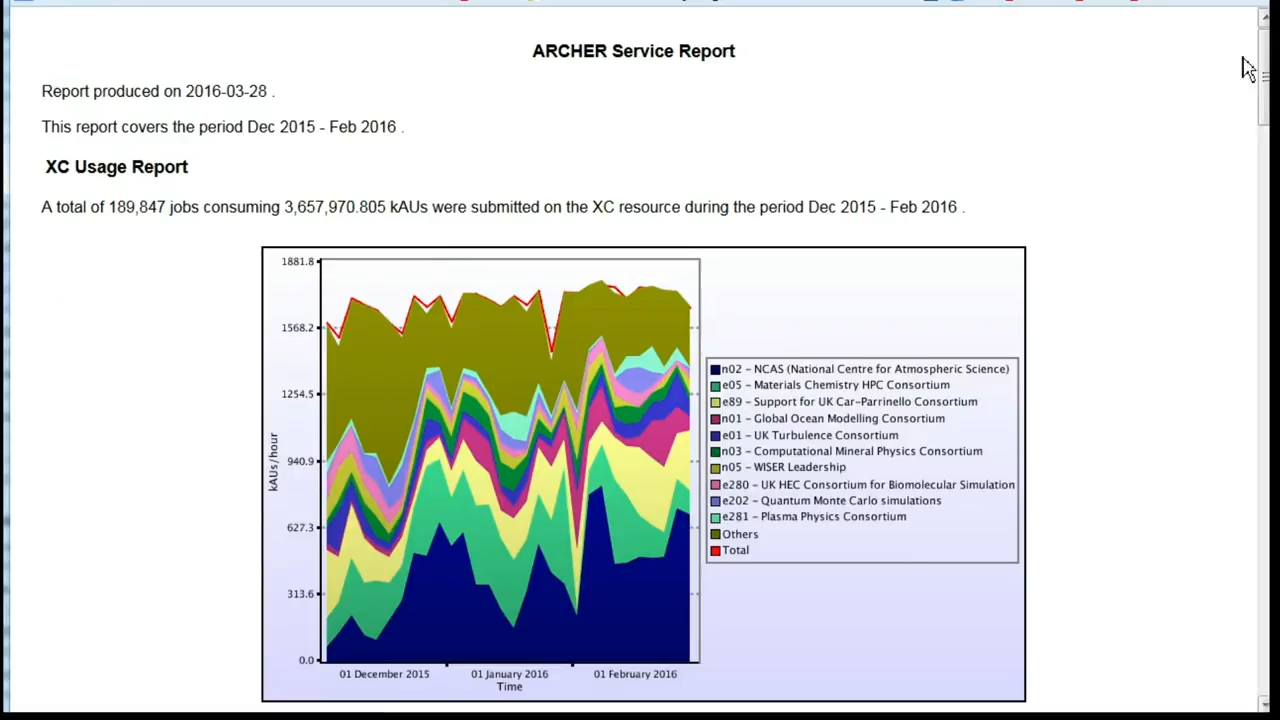 ARCHER Service Report
Report produced on 2016-03-28 .
This report covers the period Dec 2015 - Feb 2016 .
XC Usage Report
A total of 189,847 jobs consuming 3,657,970.805 kAUs were submitted on the XC resource during the period Dec 2015 - Feb 2016 .
1881.8
1568.2
1254.5
940.9
627.3
313.6
0.0
kAUs/hour
01 December 2015
01 January 2016
01 February 2016
Time
n02 – NCAS (National Centre for Atmospheric Science)
e05 – Materials Chemistry HPC Consortium
e89 – Support for UK Car-Parrinello Consortium
n01 – Global Ocean Modelling Consortium
e01 – UK Turbulence Consortium
n03 – Computational Mineral Physics Consortium
n05 – WISER Leadership
e280 – UK HEC Consortium for Biomolecular Simulation
e202 – Quantum Monte Carlo simulations
e281 – Plasma Physics Consortium
Others
Total